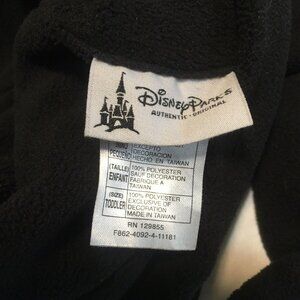 Disney Parks
AUTHENTIC • ORIGINAL
EXCEPTO
DECORACION
PEQUEÑO HECHO EN TAIWAN
(TAILLE) 100% POLYESTER
ENFANT SAUF DECORATION
FABRIQUE A
TAIWAN
(SIZE) 100% POLYESTER
TODDLER EXCLUSIVE OF
DECORATION
MADE IN TAIWAN
RN 129855
F862-4092-4-11181